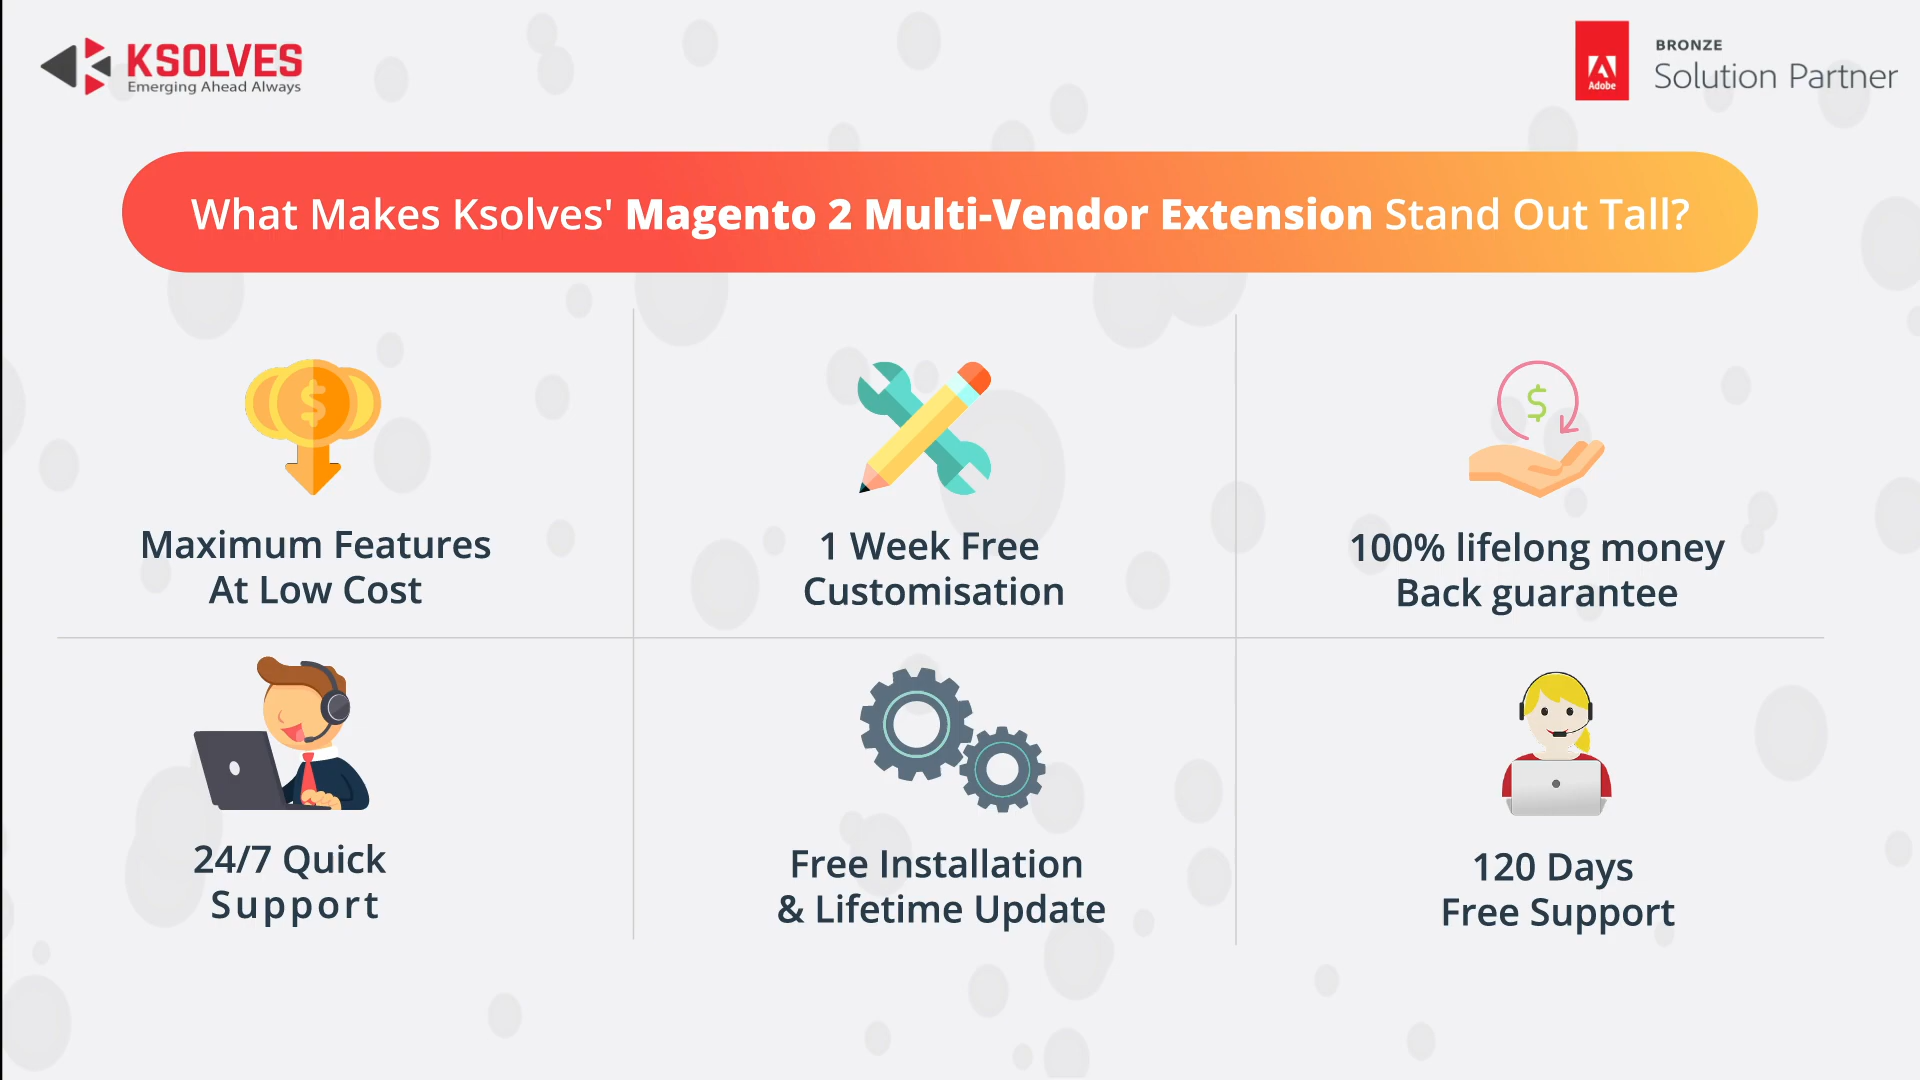 KSOLVES
Emerging Ahead Always
Adobe
BRONZE
Solution Partner
What Makes Ksolves' Magento 2 Multi-Vendor Extension Stand Out Tall?
Maximum Features
At Low Cost
1 Week Free
Customisation
100% lifelong money
Back guarantee
24/7 Quick
Support
Free Installation
& Lifetime Update
120 Days
Free Support